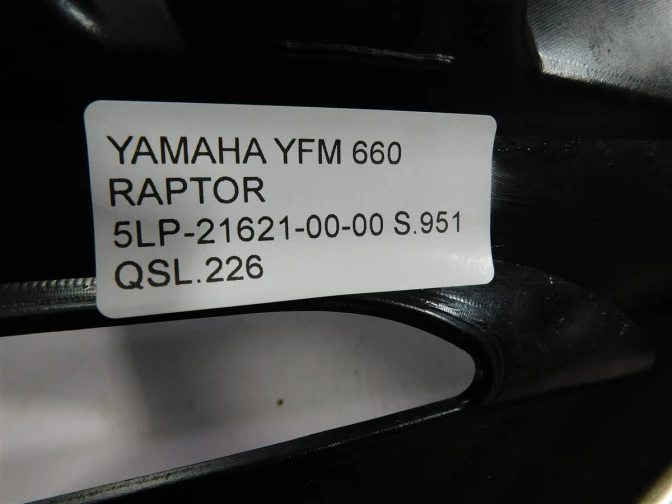 YAMAHA YFM 660
RAPTOR
5LP-21621-00-00 S.951
QSL.226